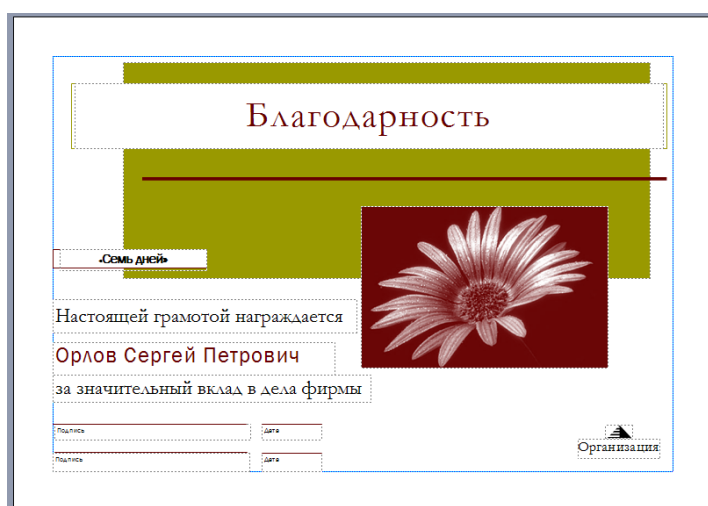 Благодарность
«Семь дней»
Настоящей грамотой награждается
Орлов Сергей Петрович
за значительный вклад в дела фирмы
Подпись Дата
Организация
Подпись Дата